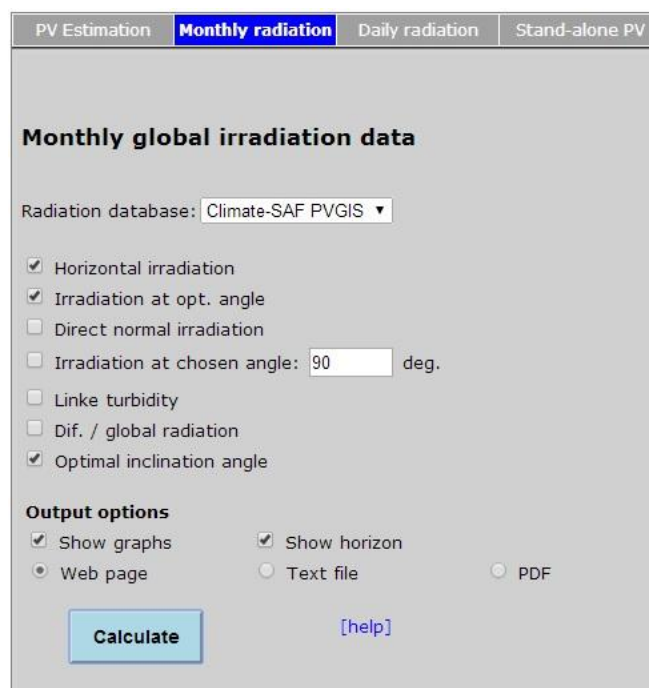 PV Estimation Monthly radiation Daily radiation Stand-alone PV
Monthly global irradiation data
Radiation database: Climate-SAF PVGIS
Horizontal irradiation
Irradiation at opt. angle
Direct normal irradiation
Irradiation at chosen angle: 90 deg.
Linke turbidity
Dif. / global radiation
Optimal inclination angle
Output options
Show graphs Show horizon
Web page Text file PDF
Calculate [help]